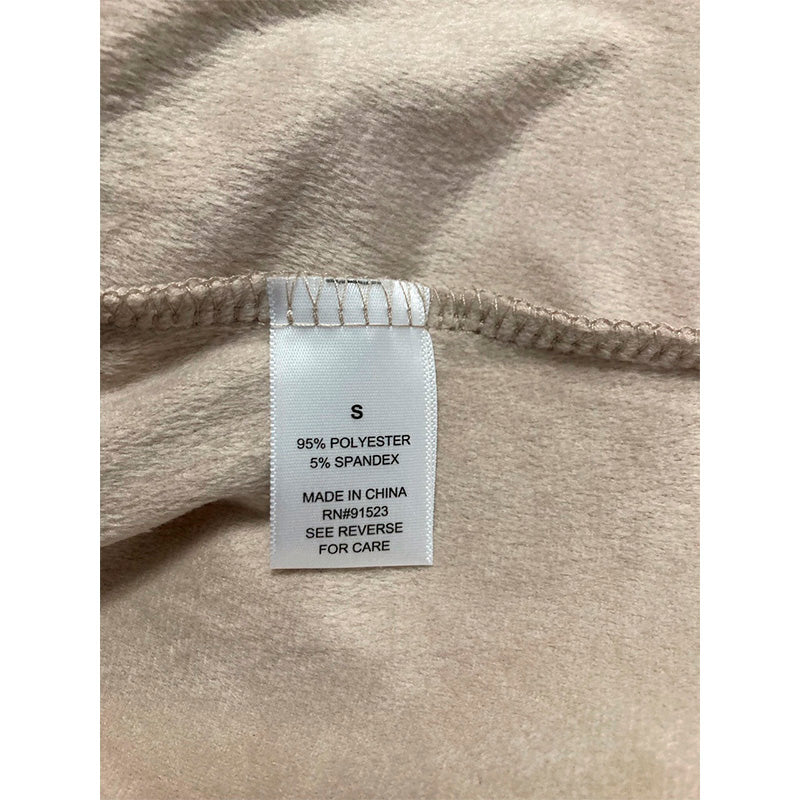 S
95% POLYESTER
5% SPANDEX
MADE IN CHINA
RN#91523
SEE REVERSE
FOR CARE